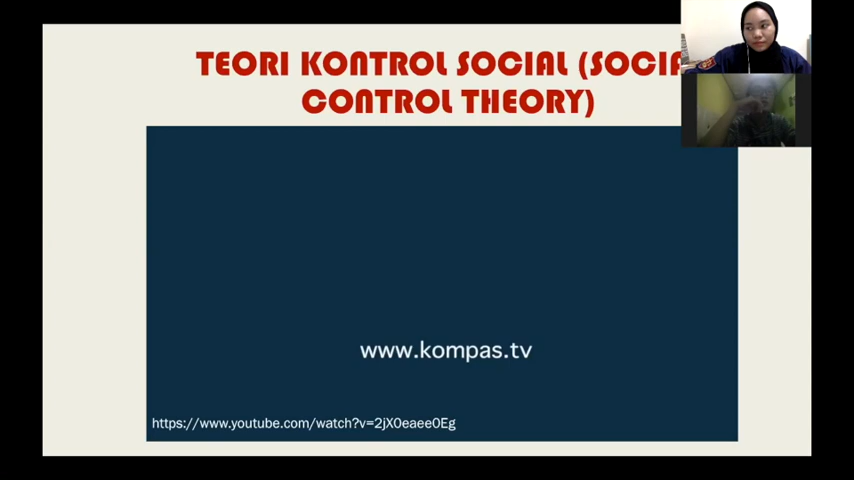 TEORI KONTROL SOCIAL (SOCIA
CONTROL THEORY)
www.kompas.tv
https://www.youtube.com/watch?v=2jX0eaee0Eg